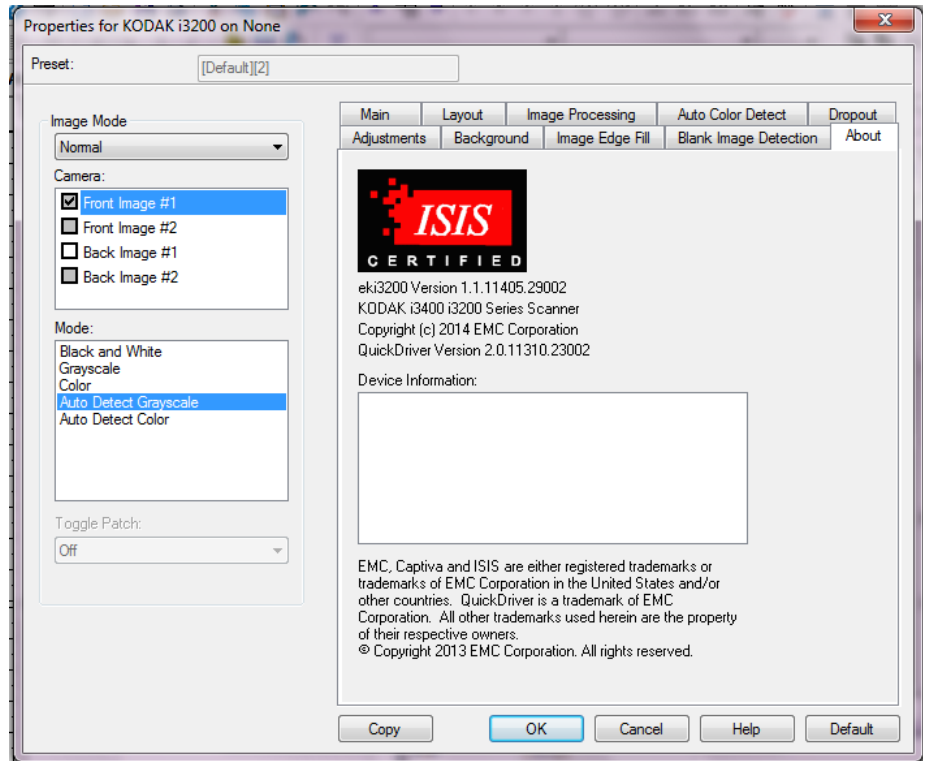 Properties for KODAK i3200 on None
Preset:
[Default][2]
Image Mode
Normal
Camera:
Front Image #1
Front Image #2
Back Image #1
Back Image #2
Mode:
Black and White
Grayscale
Color
Auto Detect Grayscale
Auto Detect Color
Toggle Patch:
Off
Main Layout Image Processing Auto Color Detect Dropout
Adjustments Background Image Edge Fill Blank Image Detection About
ISIS
CERTIFIED
eki3200 Version 1.1.11405.29002
KODAK i3400 i3200 Series Scanner
Copyright (c) 2014 EMC Corporation
QuickDriver Version 2.0.11310.23002
Device Information:
EMC, Captiva and ISIS are either registered trademarks or
trademarks of EMC Corporation in the United States and/or
other countries. QuickDriver is a trademark of EMC
Corporation. All other trademarks used herein are the property
of their respective owners.
© Copyright 2013 EMC Corporation. All rights reserved.
Copy OK Cancel Help Default